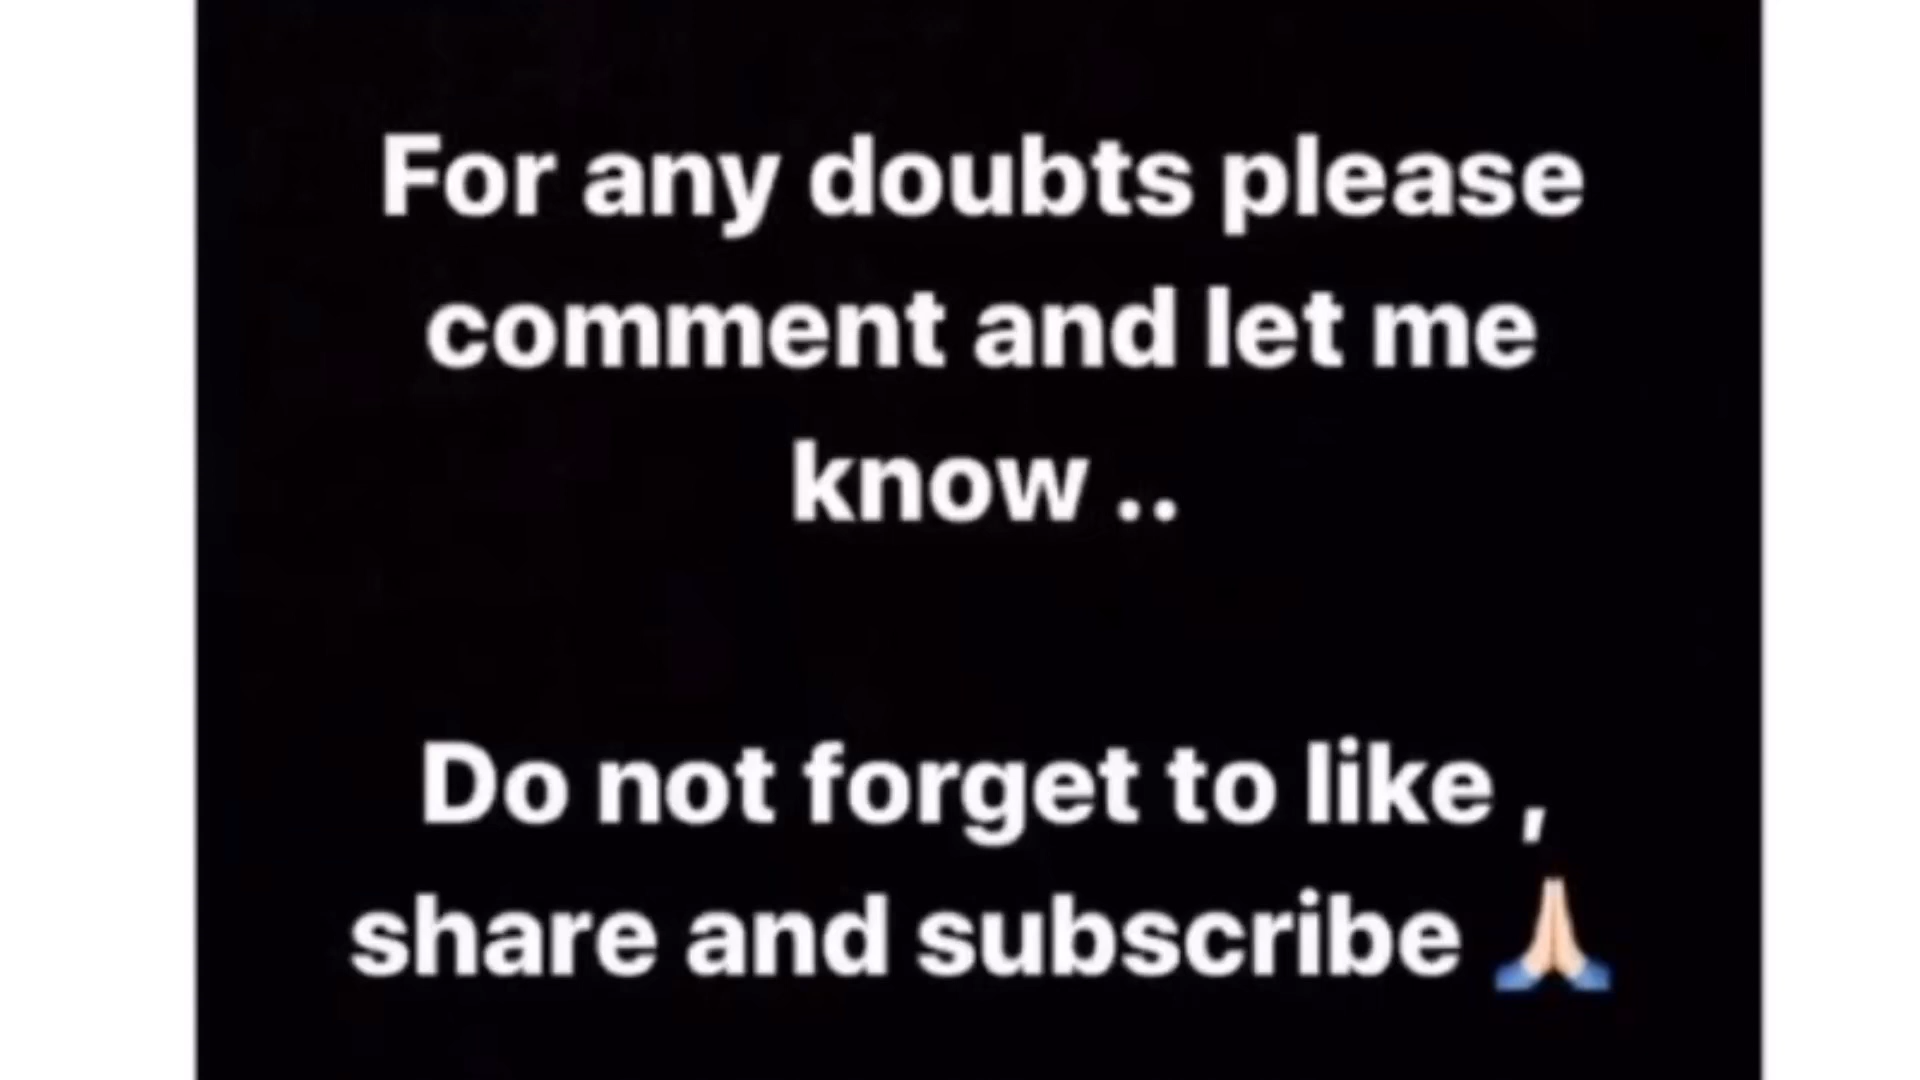 For any doubts please
comment and let me
know ..
Do not forget to like ,
share and subscribe 🙏🏻